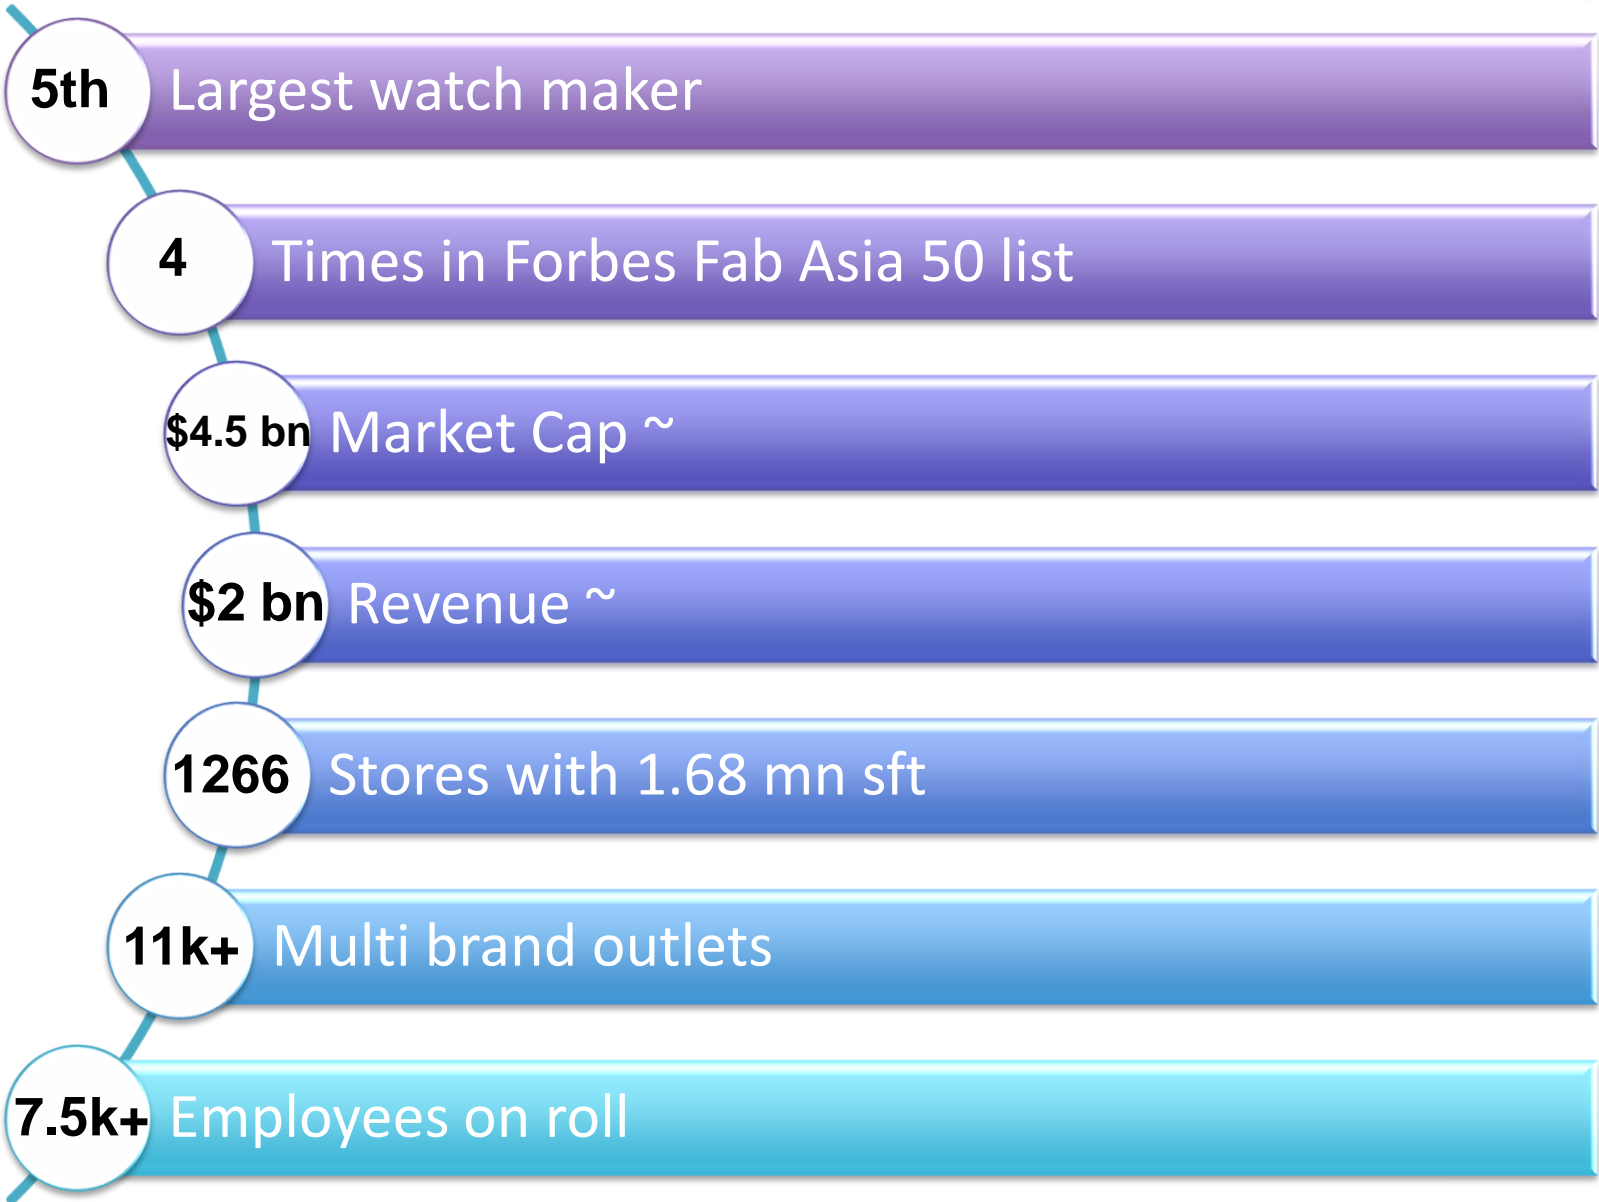 5th Largest watch maker
4 Times in Forbes Fab Asia 50 list
$4.5 bn Market Cap ~
$2 bn Revenue ~
1266 Stores with 1.68 mn sft
11k+ Multi brand outlets
7.5k+ Employees on roll